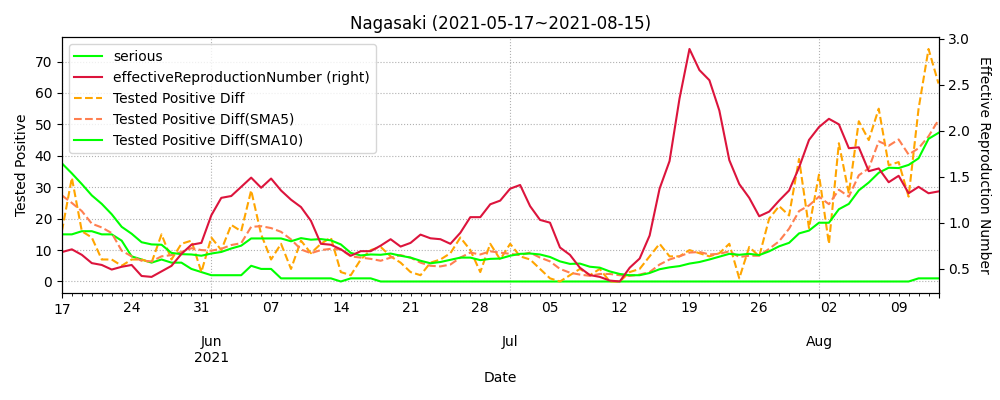 Nagasaki (2021-05-17~2021-08-15)
serious
effectiveReproductionNumber (right)
Tested Positive Diff
Tested Positive Diff(SMA5)
Tested Positive Diff(SMA10)
Tested Positive
70
60
50
40
30
20
10
0
3.0
2.5
2.0
1.5
1.0
0.5
Effective Reproduction Number
17 24 31 07 14 21 28 05 12 19 26 02 09
Jun Jul Aug
2021
Date